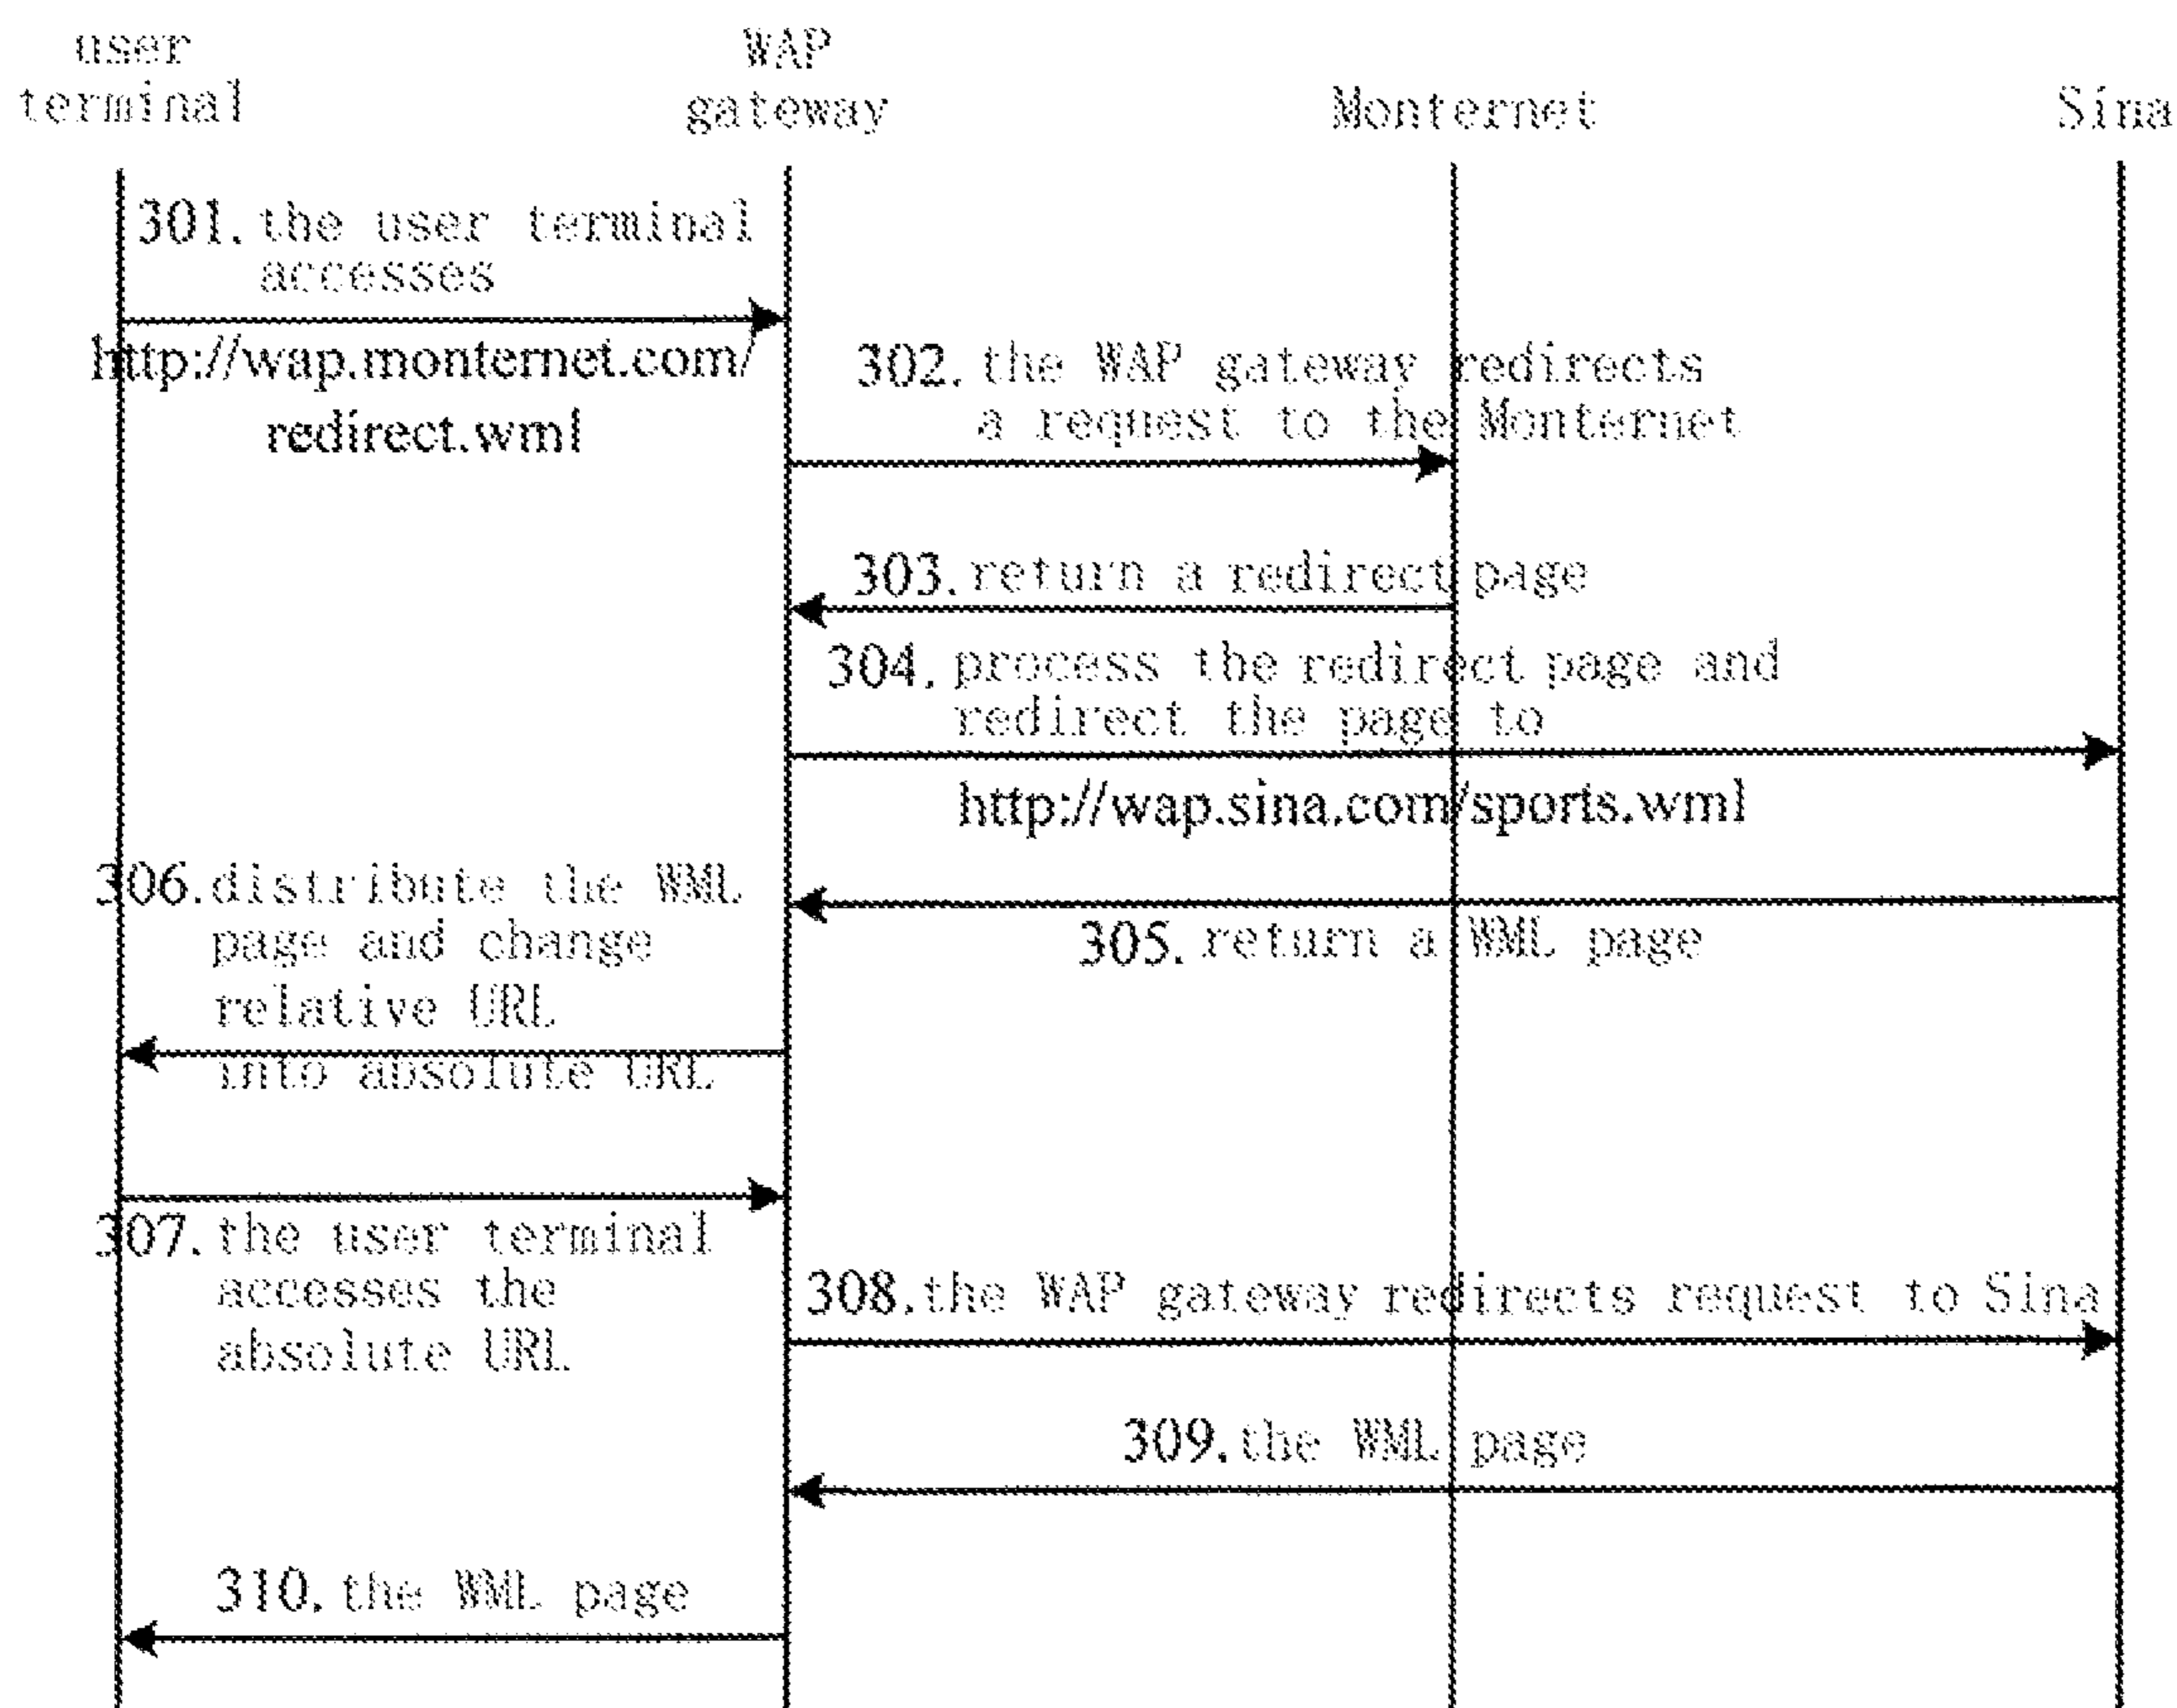 user
terminal
WAP
gateway
Monternet
Sina
301. the user terminal
accesses
http://wap.monternet.com/
redirect.wml
302. the WAP gateway redirects
a request to the Monternet
303. return a redirect page
304. process the redirect page and
redirect the page to
http://wap.sina.com/sports.wml
305. return a WML page
306. distribute the WML
page and change
relative URL
into absolute URL
307. the user terminal
accesses the
absolute URL
308. the WAP gateway redirects request to Sina
309. the WML page
310. the WML page